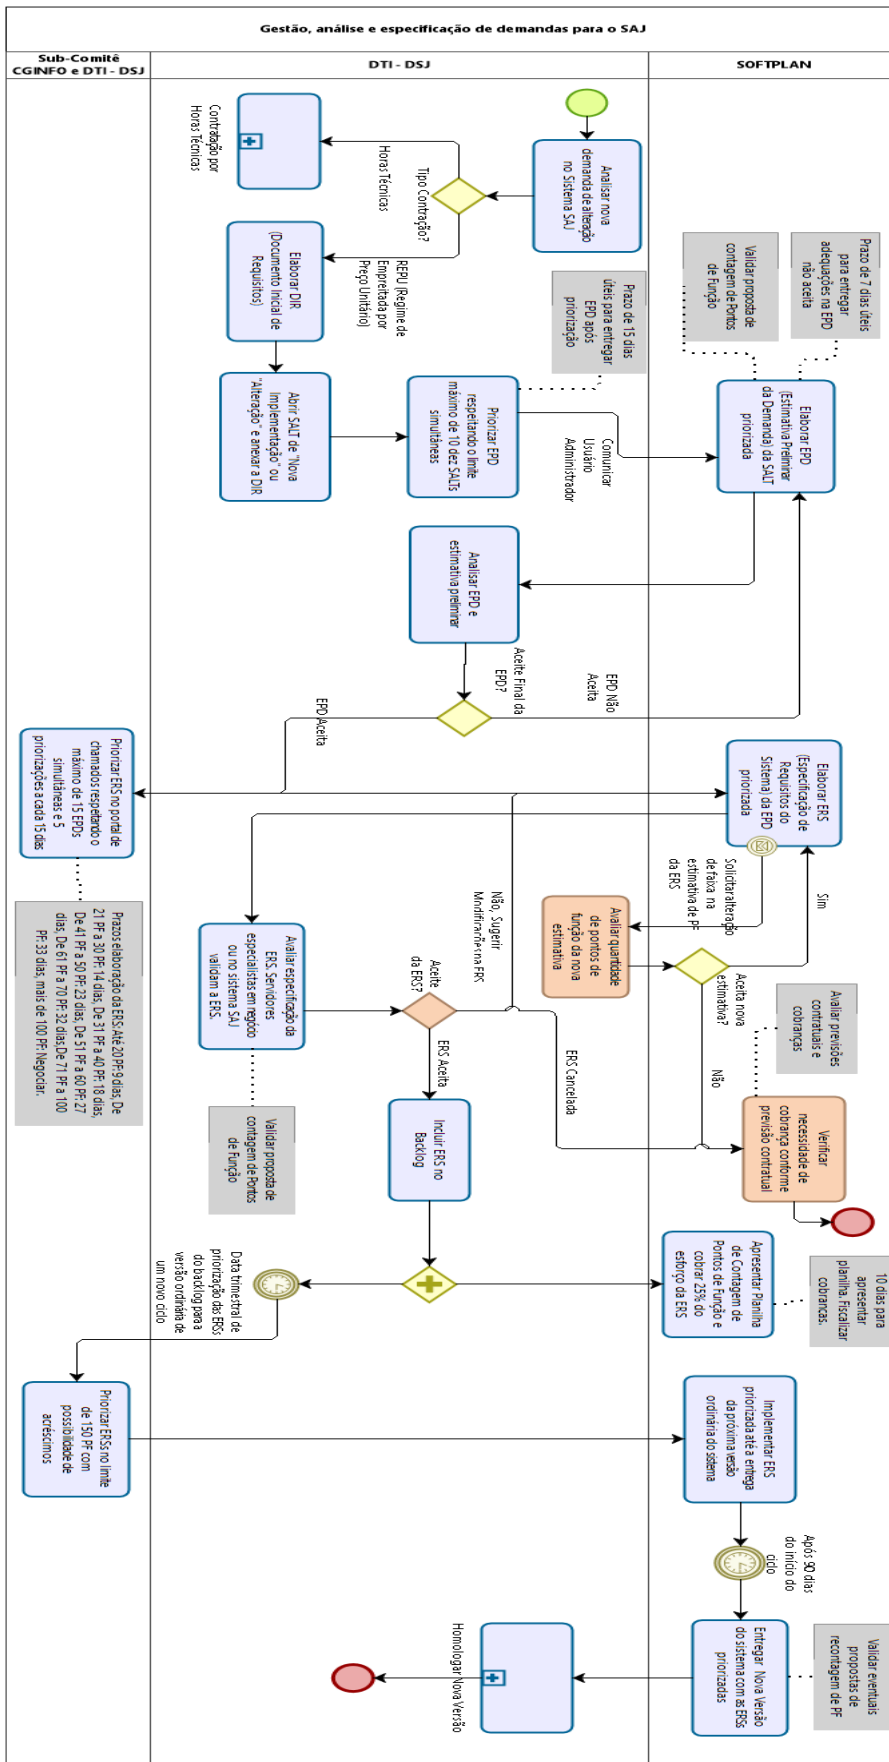 Gestão, análise e especificação de demandas para o SAJ
Sub-Comitê
CGINFO e DTI - DSJ
DTI - DSJ
SOFTPLAN
Analisar nova
demanda de alteração
no Sistema SAJ
Tipo Contração?
Horas Técnicas
Contratação por
Horas Técnicas
REPU (Regime de
Empreitada por
Preço Unitário)
Elaborar DIR
(Documento Inicial de
Requisitos)
Abrir SALT de "Nova
Implementação" ou
"Alteração" e anexar a DIR
Priorizar EPD
respeitando o limite
máximo de 10 dez SALTs
simultâneas
Prazo de 15 dias
úteis para entregar
EPD após
priorização
Comunicar
Usuário
Administrador
Elaborar EPD
(Estimativa Preliminar
da Demanda) da SALT
priorizada
Prazo de 7 dias úteis
para entregar
adequações na EPD
não aceita
Validar proposta de
contagem de Pontos
de Função
Analisar EPD e
estimativa preliminar
Aceite Final da
EPD?
EPD Não
Aceita
EPD Aceita
Priorizar ERS no portal de
chamados respeitando o
máximo de 15 EPDs
simultâneas e 5
priorizações a cada 15 dias
Prazos elaboração da ERS: Até 20 PF: 9 dias, De
21 PF a 30 PF: 14 dias, De 31 PF a 40 PF: 18 dias,
De 41 PF a 50 PF: 23 dias, De 51 PF a 60 PF: 27
dias, De 61 PF a 70 PF: 32 dias, De 71 PF a 100
PF: 33 dias, mais de 100 PF: Negociar.
Elaborar ERS
(Especificação de
Requisitos do
Sistema) da EPD
priorizada
Solicitar alteração
de faixa na
estimativa de PF
da ERS
Sim
Avaliar quantidade
de pontos de
função da nova
estimativa
Aceita nova
estimativa?
Não
Avaliar especificação da
ERS. Servidores
especialistas em negócio
ou no sistema SAJ
validam a ERS.
Validar proposta de
contagem de Pontos
de Função
Aceite
da ERS?
Não, Sugerir
Modificações na ERS
ERS Aceita
ERS Cancelada
Avaliar previsões
contratuais e
cobranças
Verificar
necessidade de
cobrança conforme
previsão contratual
Incluir ERS no
Backlog
Apresentar Planilha
de Contagem de
Pontos de Função e
cobrar 25% do
esforço da ERS
10 dias para
apresentar
planilha. Fiscalizar
cobranças.
Data trimestral de
priorização das ERSs
do backlog para a
versão ordinária de
um novo ciclo
Priorizar ERSs no limite
de 150 PF com
possibilidade de
acréscimos
Implementar ERS
priorizada até a entrega
da próxima versão
ordinária do sistema
Após 90 dias
do início do
ciclo
Entregar Nova Versão
do sistema com as ERSs
priorizadas
Validar eventuais
propostas de
recontagem de PF
Homologar Nova Versão